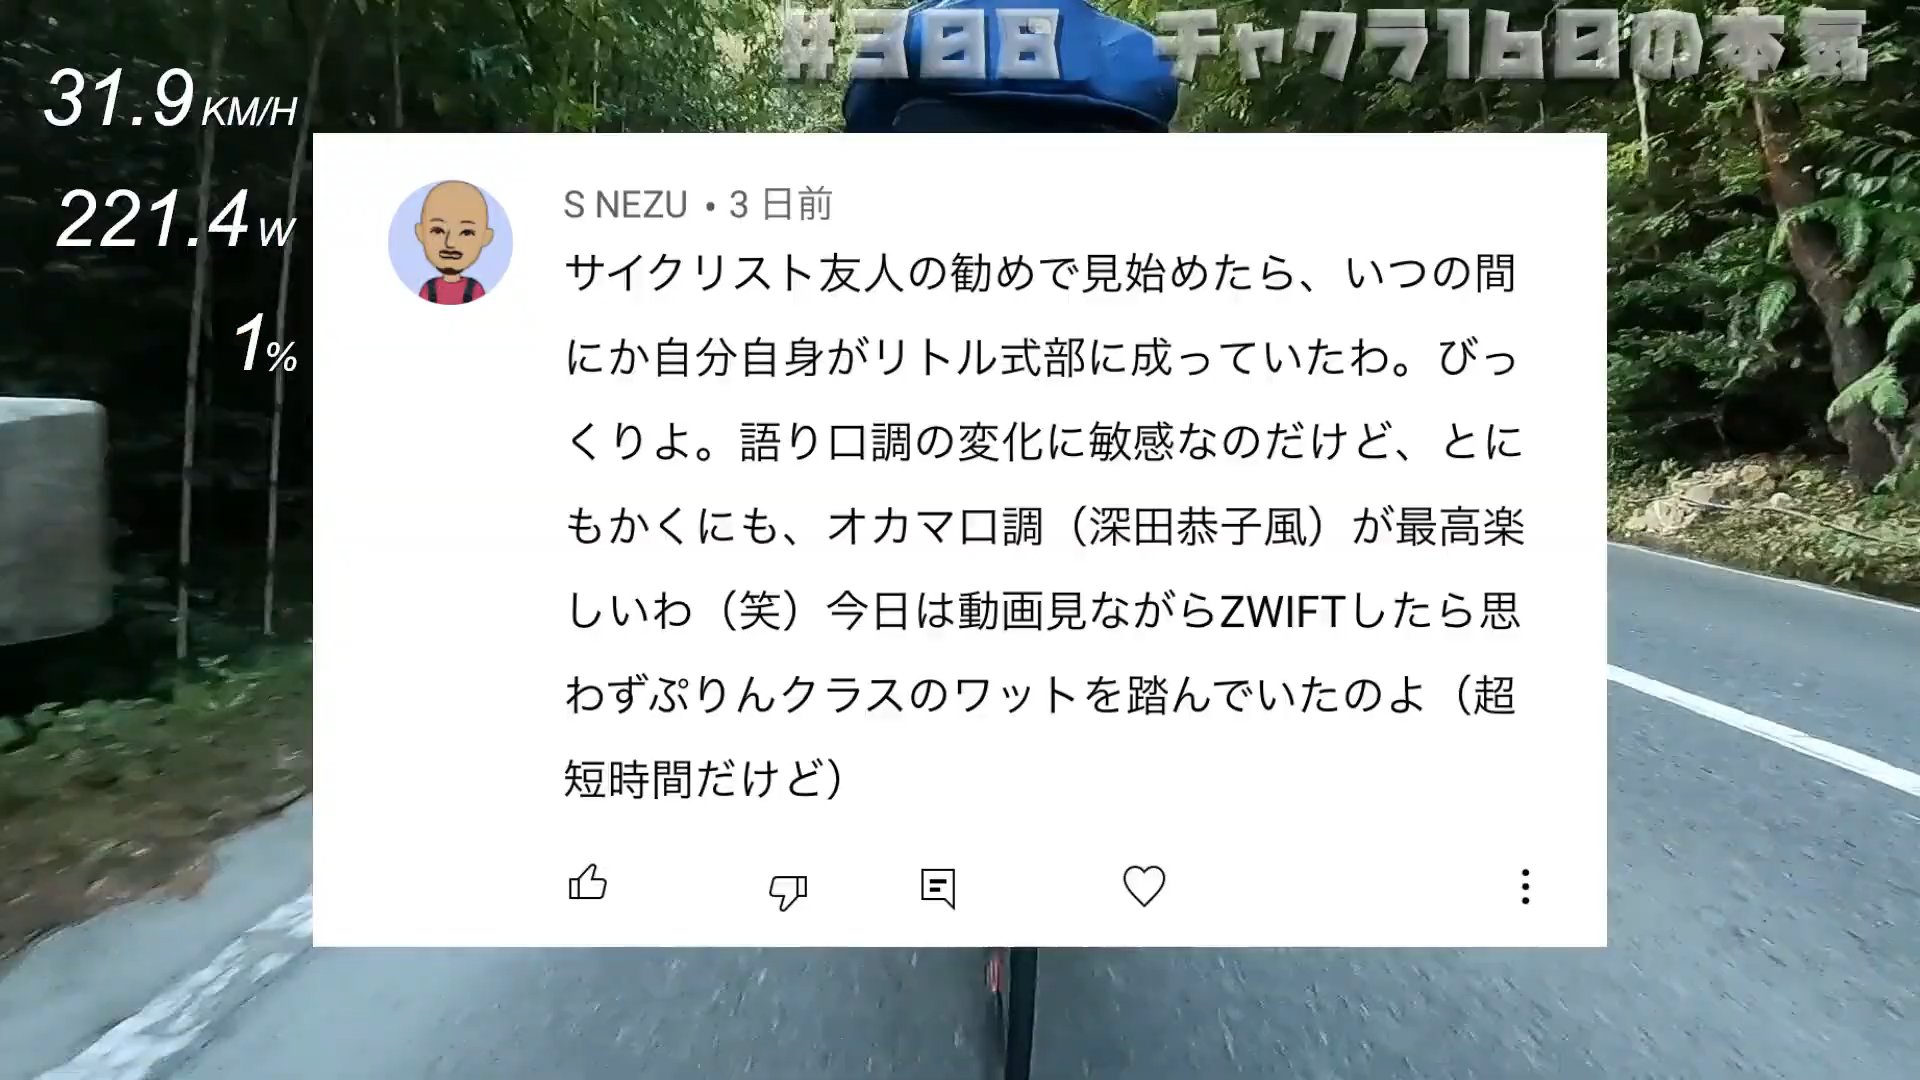 #308 チャクラ160の本気
31.9 KM/H
221.4 W
1%
S NEZU • 3 日前
サイクリスト友人の勧めで見始めたら、いつの間
にか自分自身がリトル式部に成っていたわ。びっ
くりよ。語り口調の変化に敏感なのだけど、とに
もかくにも、オカマ口調（深田恭子風）が最高楽
しいわ（笑）今日は動画見ながらZWIFTしたら思
わずぷりんクラスのワットを踏んでいたのよ（超
短時間だけど）